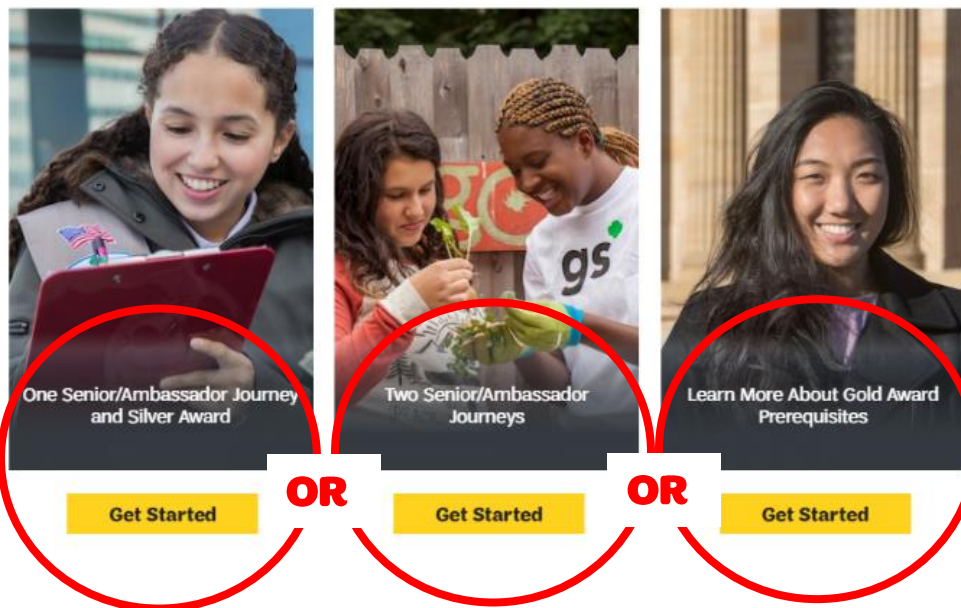 gs
One Senior/Ambassador Journey
and Silver Award
Two Senior/Ambassador
Journeys
Learn More About Gold Award
Prerequisites
OR
OR
Get Started
Get Started
Get Started